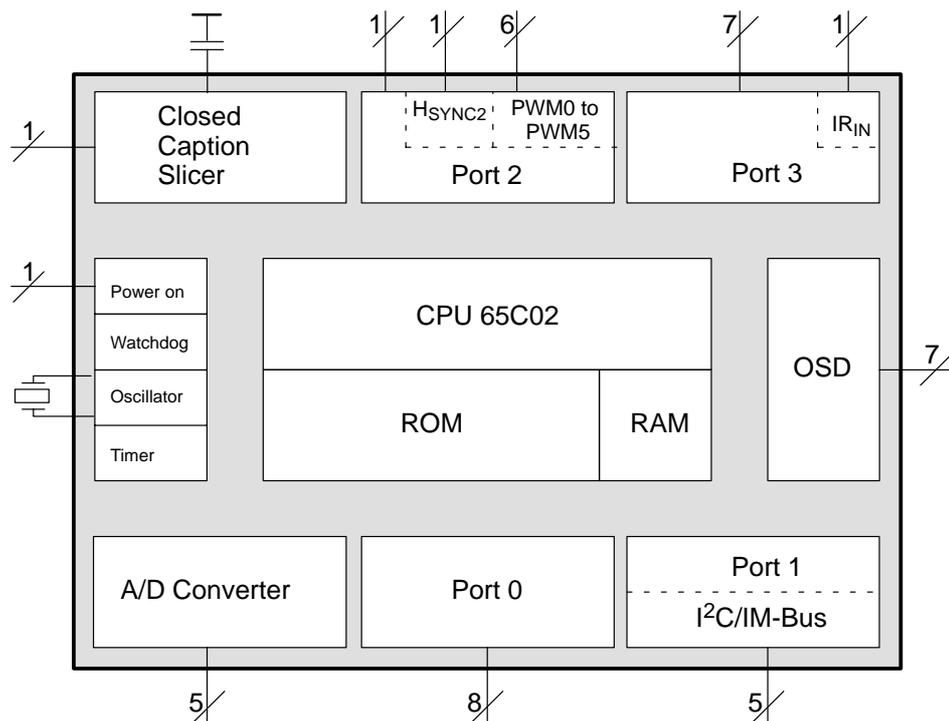 1
1
6
7
1
1
Closed
Caption
Slicer
H_SYNC2
PWM0 to
PWM5
Port 2
IR_IN
Port 3
1
Power on
Watchdog
Oscillator
Timer
CPU 65C02
ROM
RAM
OSD
7
A/D Converter
Port 0
Port 1
I²C/IM-Bus
5
8
5